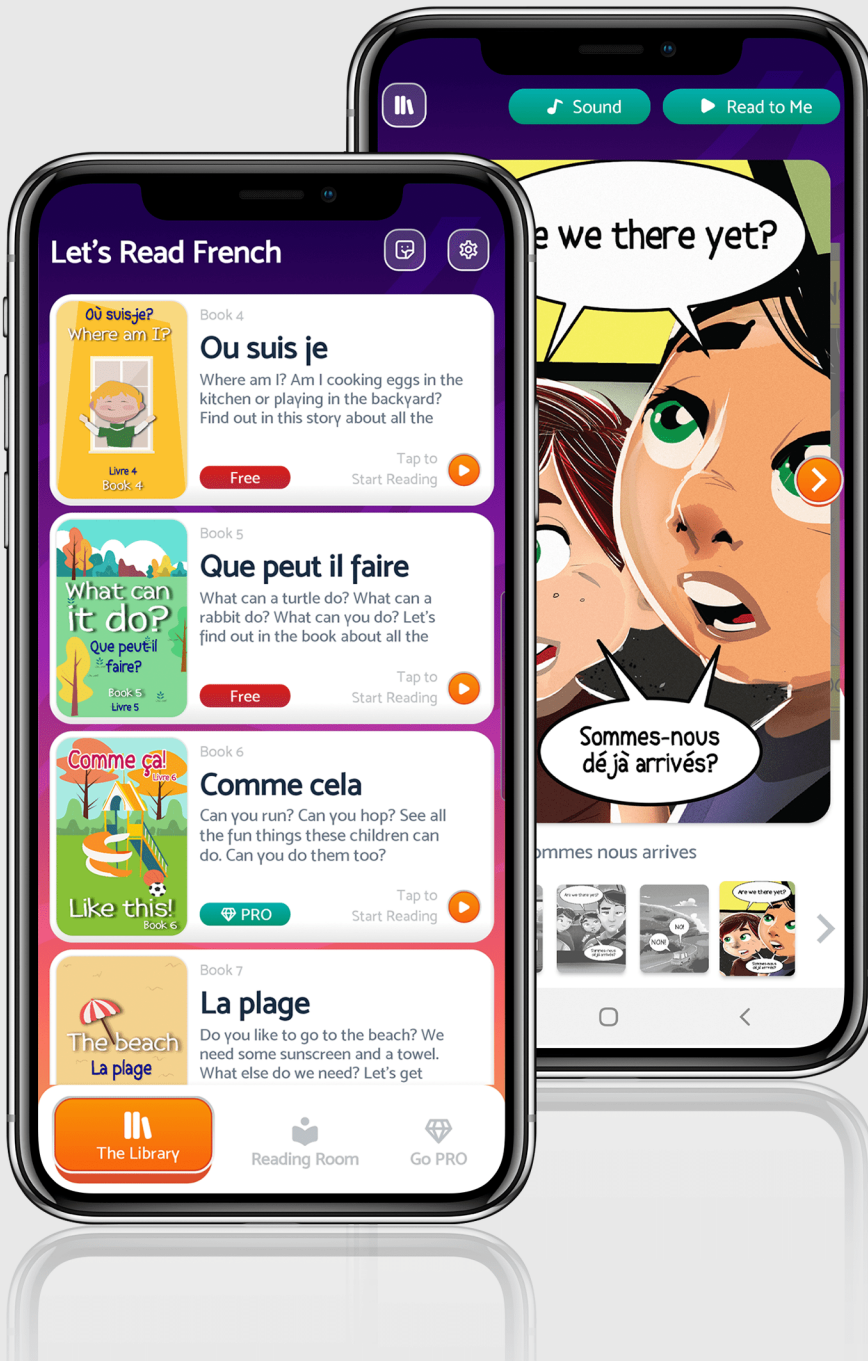 Sound
Read to Me
e we there yet?
Sommes-nous
déjà arrivés?
ommes nous arrives
Are we there yet?
NO!
NON!
Are we there yet?
Sommes-nous
déjà arrivés?
Let's Read French
Où suis-je?
Where am I?
Livre 4
Book 4
Book 4
Ou suis je
Where am I? Am I cooking eggs in the
kitchen or playing in the backyard?
Find out in this story about all the
Free
Tap to
Start Reading
What can
it do?
Que peut-il
faire?
Book 5
Livre 5
Book 5
Que peut il faire
What can a turtle do? What can a
rabbit do? What can you do? Let's
find out in the book about all the
Free
Tap to
Start Reading
Comme ça!
Livre 6
Like this!
Book 6
Book 6
Comme cela
Can you run? Can you hop? See all
the fun things these children can
do. Can you do them too?
PRO
Tap to
Start Reading
The beach
La plage
Book 7
La plage
Do you like to go to the beach? We
need some sunscreen and a towel.
What else do we need? Let's get
The Library
Reading Room
Go PRO